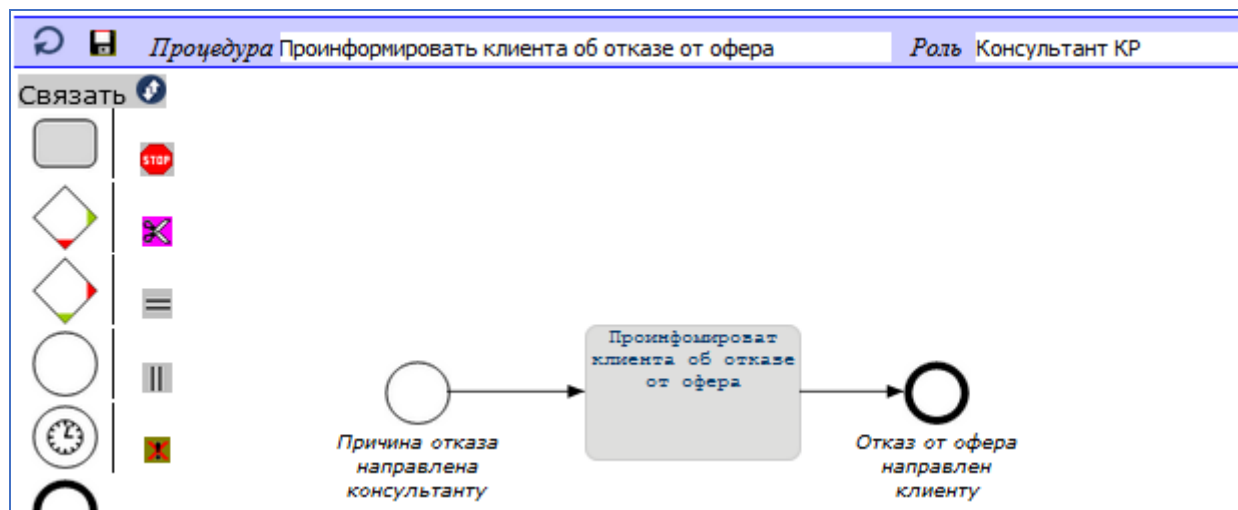 Процедура Проинформировать клиента об отказе от офера Роль Консультант КР
Связать
STOP
Проинфомироват
клиента об отказе
от офера
Причина отказа
направлена
консультанту
Отказ от офера
направлен
клиенту